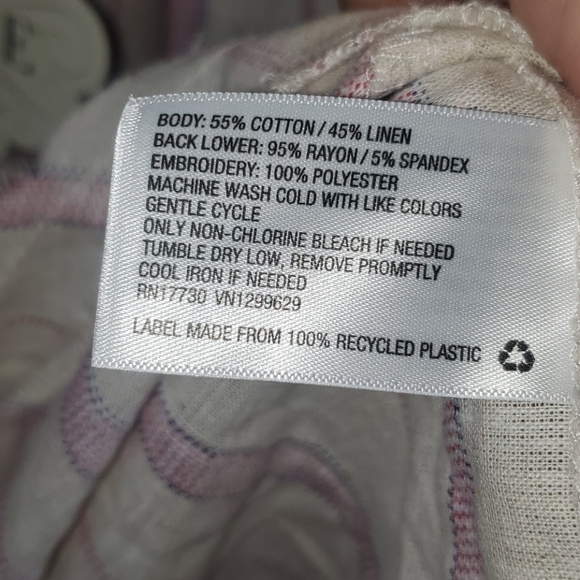 E
BODY: 55% COTTON / 45% LINEN
BACK LOWER: 95% RAYON / 5% SPANDEX
EMBROIDERY: 100% POLYESTER
MACHINE WASH COLD WITH LIKE COLORS
GENTLE CYCLE
ONLY NON-CHLORINE BLEACH IF NEEDED
TUMBLE DRY LOW, REMOVE PROMPTLY
COOL IRON IF NEEDED
RN17730 VN1299629
LABEL MADE FROM 100% RECYCLED PLASTIC